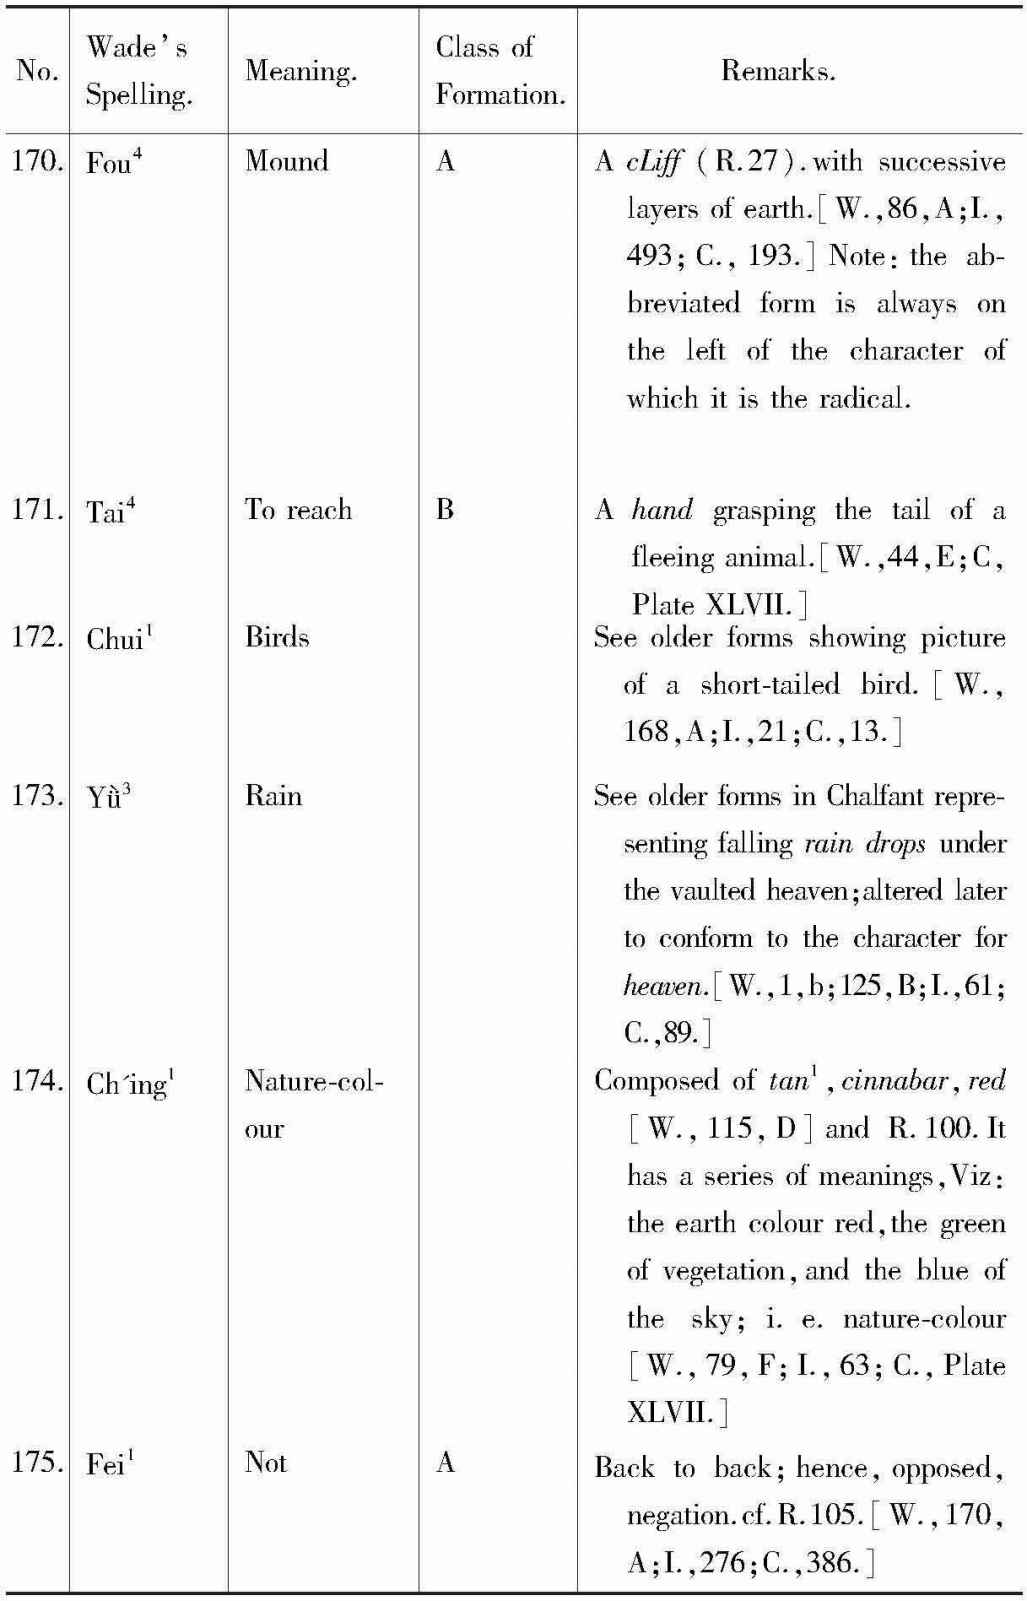 No. Wade's Spelling. Meaning. Class of Formation. Remarks.
170. Fou⁴ Mound A A cLiff (R.27).with successive
layers of earth.[W.,86,A;I.,
493; C., 193.] Note: the ab-
breviated form is always on
the left of the character of
which it is the radical.
171. Tai⁴ To reach B A hand grasping the tail of a
fleeing animal.[W.,44,E;C,
Plate XLVII.]
172. Chui¹ Birds See older forms showing picture
of a short-tailed bird. [W.,
168,A;I.,21;C.,13.]
173. Yǜ³ Rain See older forms in Chalfant repre-
senting falling rain drops under
the vaulted heaven;altered later
to conform to the character for
heaven.[W.,1,b;125,B;I.,61;
C.,89.]
174. Ch´ing¹ Nature-col- Composed of tan¹, cinnabar, red
our [W., 115, D] and R. 100. It
has a series of meanings,Viz:
the earth colour red,the green
of vegetation,and the blue of
the sky; i. e. nature-colour
[W., 79, F; I., 63; C., Plate
XLVII.]
175. Fei¹ Not A Back to back; hence, opposed,
negation.cf.R.105.[W.,170,
A;I.,276;C.,386.]